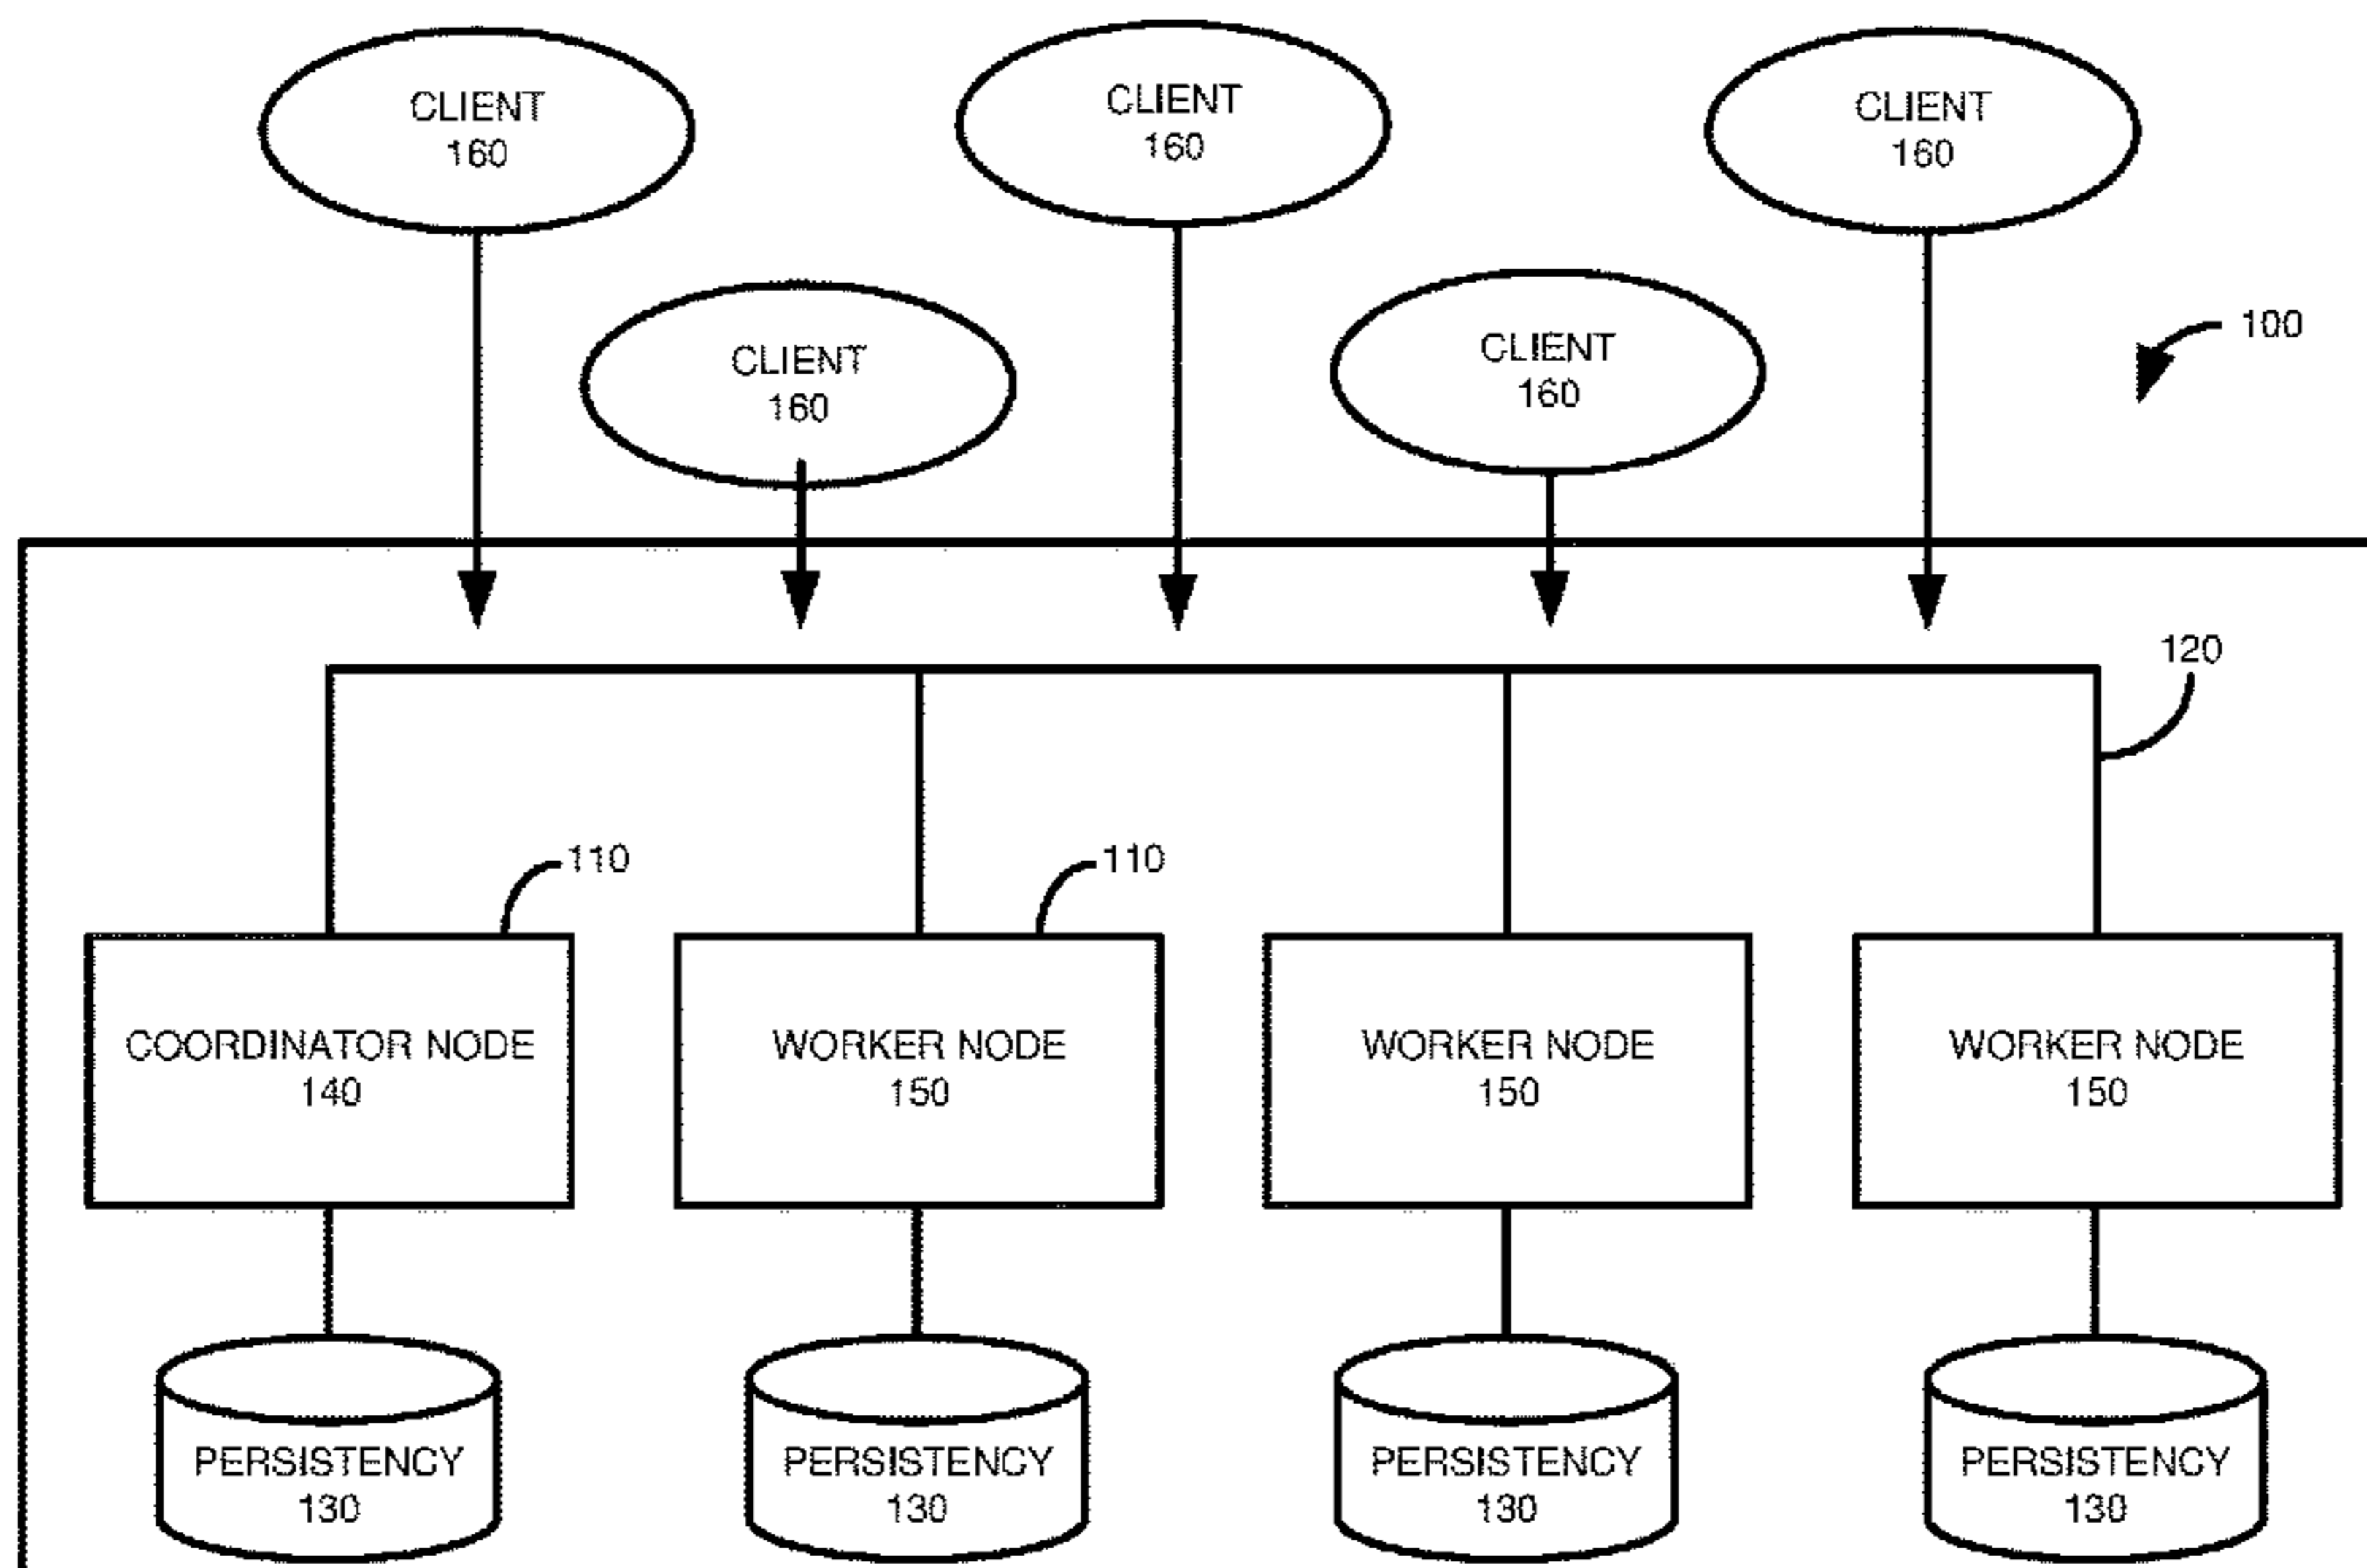 CLIENT
160
CLIENT
160
CLIENT
160
CLIENT
160
CLIENT
160
100
120
110
110
COORDINATOR NODE
140
WORKER NODE
150
WORKER NODE
150
WORKER NODE
150
PERSISTENCY
130
PERSISTENCY
130
PERSISTENCY
130
PERSISTENCY
130